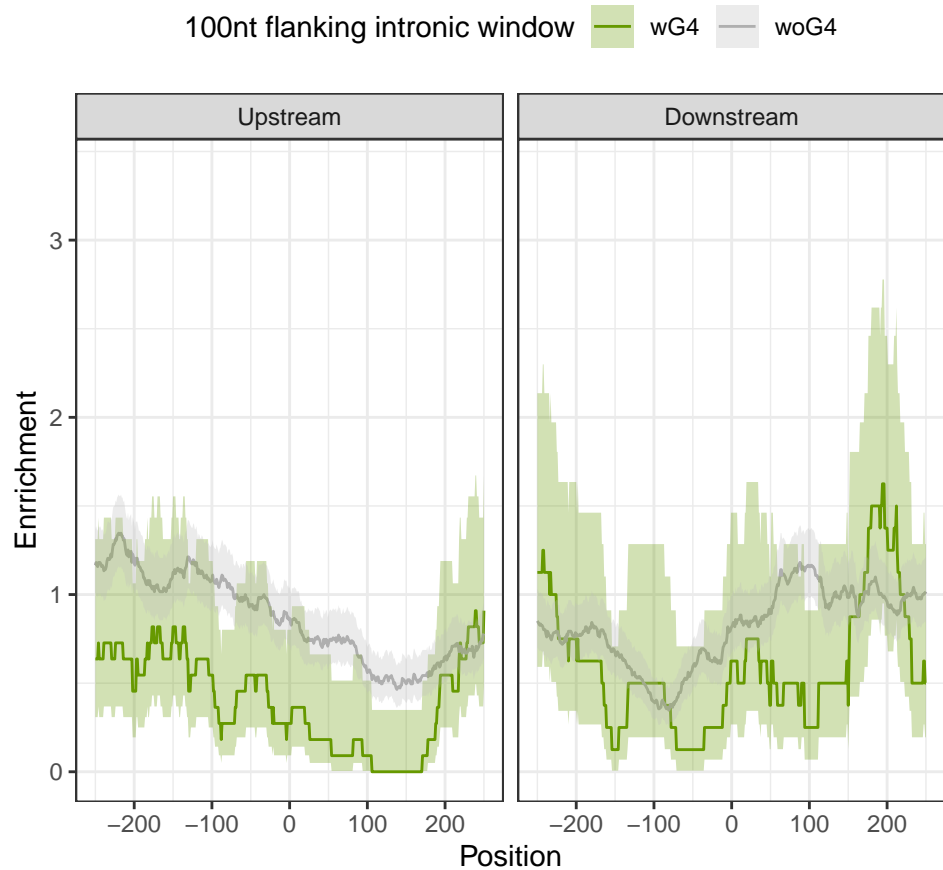 100nt flanking intronic window wG4 woG4
Upstream Downstream
Enrrichment
3
2
1
0
−200 −100 0 100 200 −200 −100 0 100 200
Position